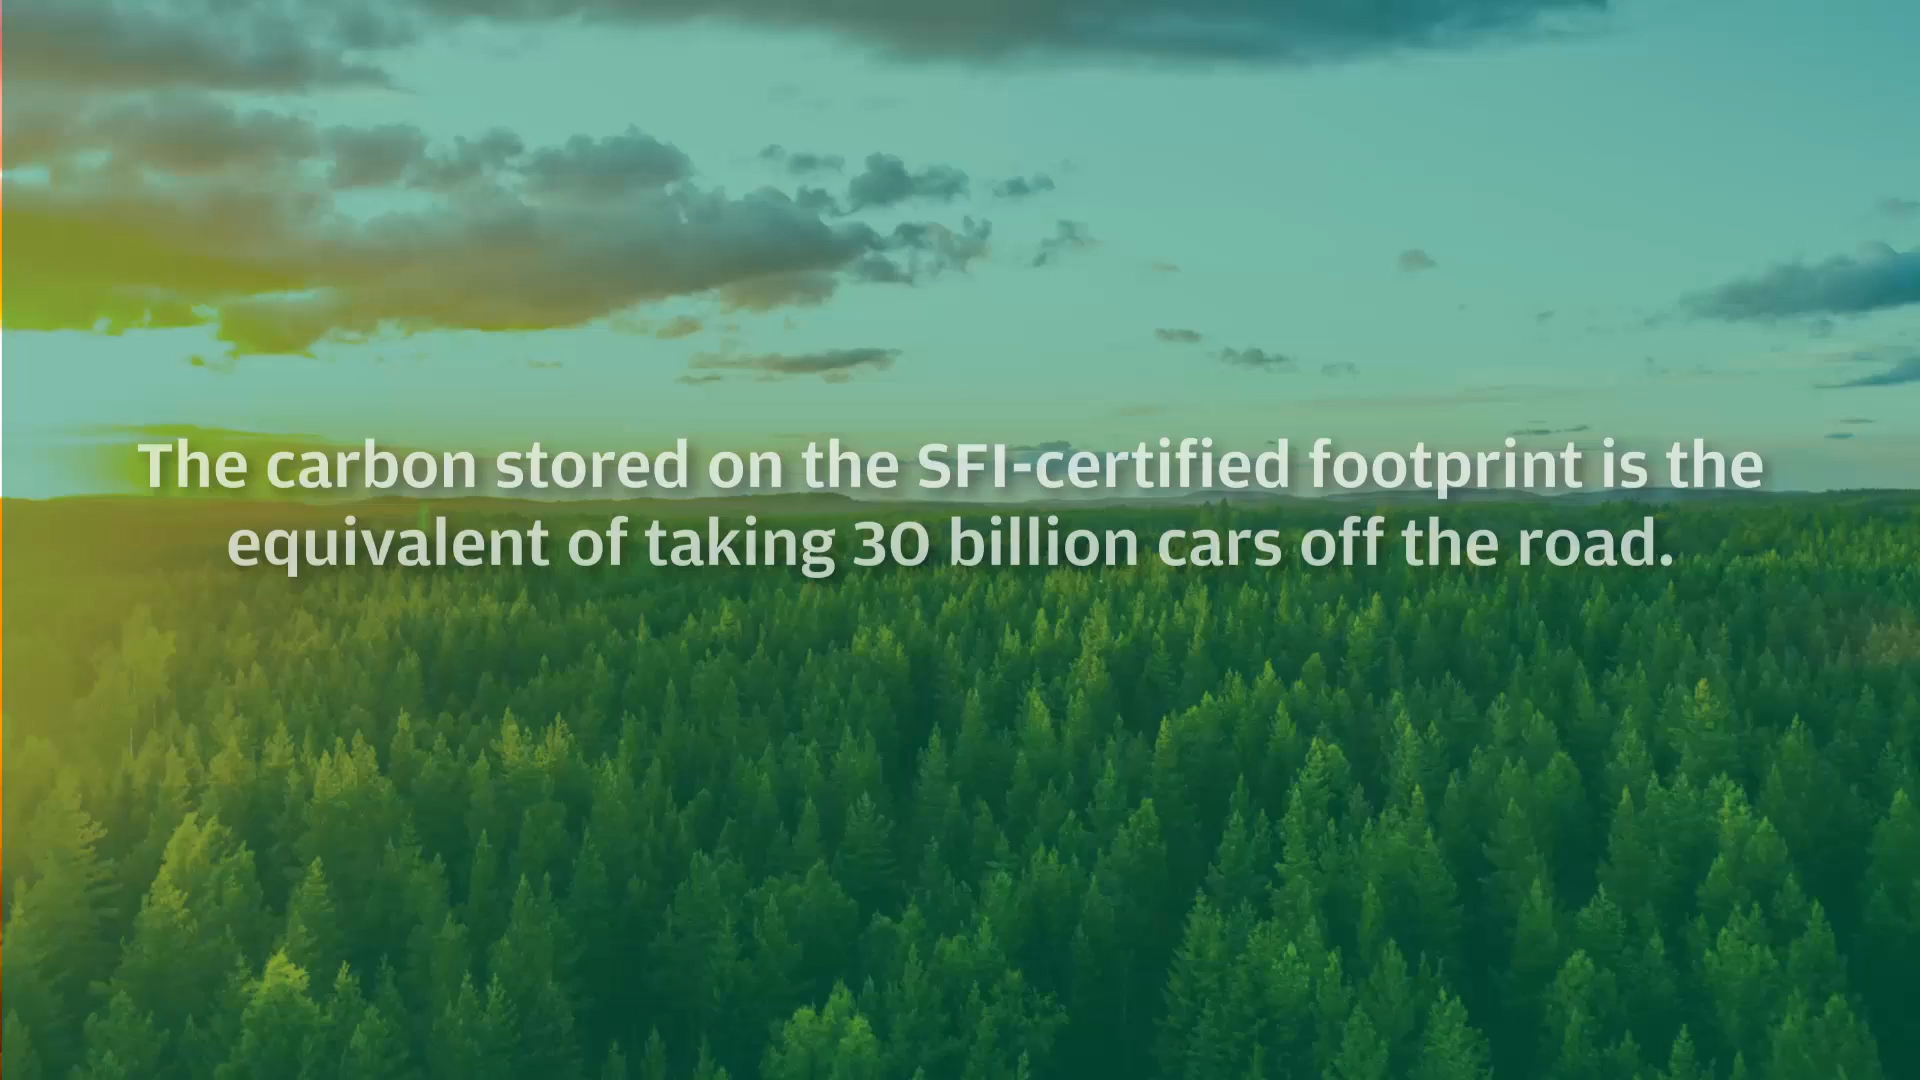 The carbon stored on the SFI-certified footprint is the
equivalent of taking 30 billion cars off the road.